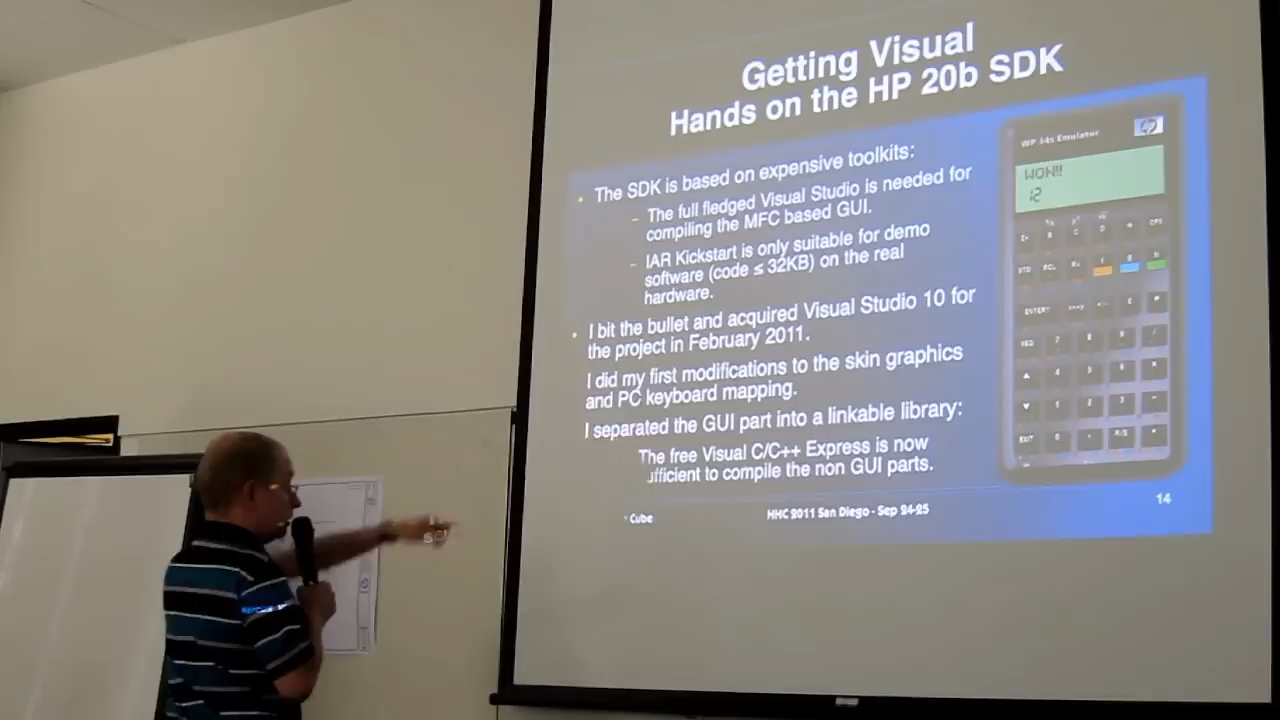 Getting Visual
Hands on the HP 20b SDK
The SDK is based on expensive toolkits:
– The full fledged Visual Studio is needed for
compiling the MFC based GUI.
– IAR Kickstart is only suitable for demo
software (code ≤ 32KB) on the real
hardware.
I bit the bullet and acquired Visual Studio 10 for
the project in February 2011.
I did my first modifications to the skin graphics
and PC keyboard mapping.
I separated the GUI part into a linkable library:
The free Visual C/C++ Express is now
ufficient to compile the non GUI parts.
Cube
HHC 2011 San Diego - Sep 24-25
14
WP 34s Emulator
hp
WON!!
12
STO RCL R↓ f g h
ENTER↑
EXIT
R/S